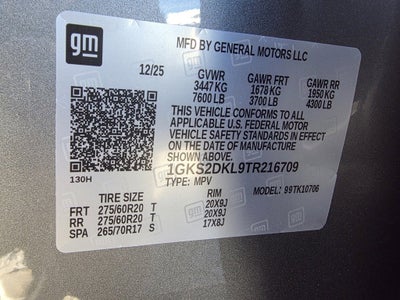 gm
MFD BY GENERAL MOTORS LLC
12/25 GVWR GAWR FRT GAWR RR
3447 KG 1678 KG 1950 KG
7600 LB 3700 LB 4300 LB
THIS VEHICLE CONFORMS TO ALL
APPLICABLE U.S. FEDERAL MOTOR
VEHICLE SAFETY STANDARDS IN EFFECT
ON THE DATE OF MANUFACTURE
SHOWN ABOVE.
1GKS2DKL9TR216709
130H TYPE: MPV MODEL: 99TK10706
TIRE SIZE RIM
FRT 275/60R20 T 20X9J
RR 275/60R20 T 20X9J
SPA 265/70R17 S 17X8J